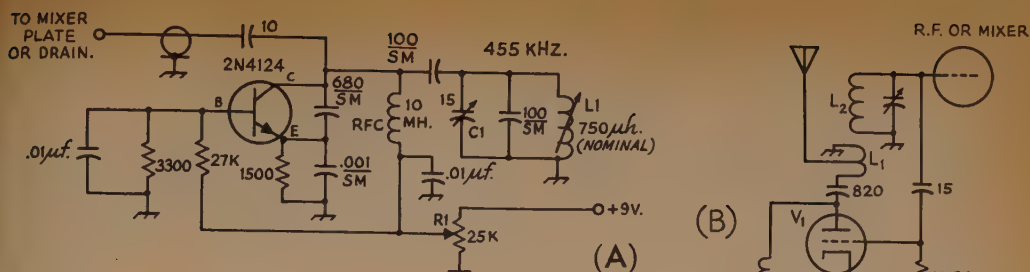 TO MIXER
PLATE
OR DRAIN.
10
2N4124
C
B
E
100
SM
455 KHZ.
680
SM
10
MH.
RFC
15
C1
100
SM
L1
750µh.
(NOMINAL)
.01µf.
3300
27K
1500
.001
SM
.01µf.
R1
25K
+9V.
(A)
R.F. OR MIXER
L2
L1
820
15
V1
(B)